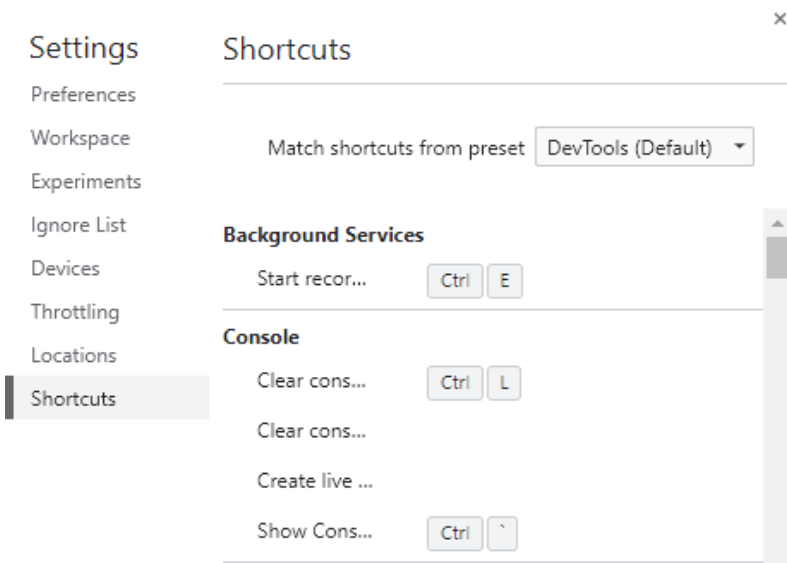 Settings
Preferences
Workspace
Experiments
Ignore List
Devices
Throttling
Locations
Shortcuts
Shortcuts
Match shortcuts from preset DevTools (Default)
Background Services
Start recor... Ctrl E
Console
Clear cons... Ctrl L
Clear cons...
Create live ...
Show Cons... Ctrl `